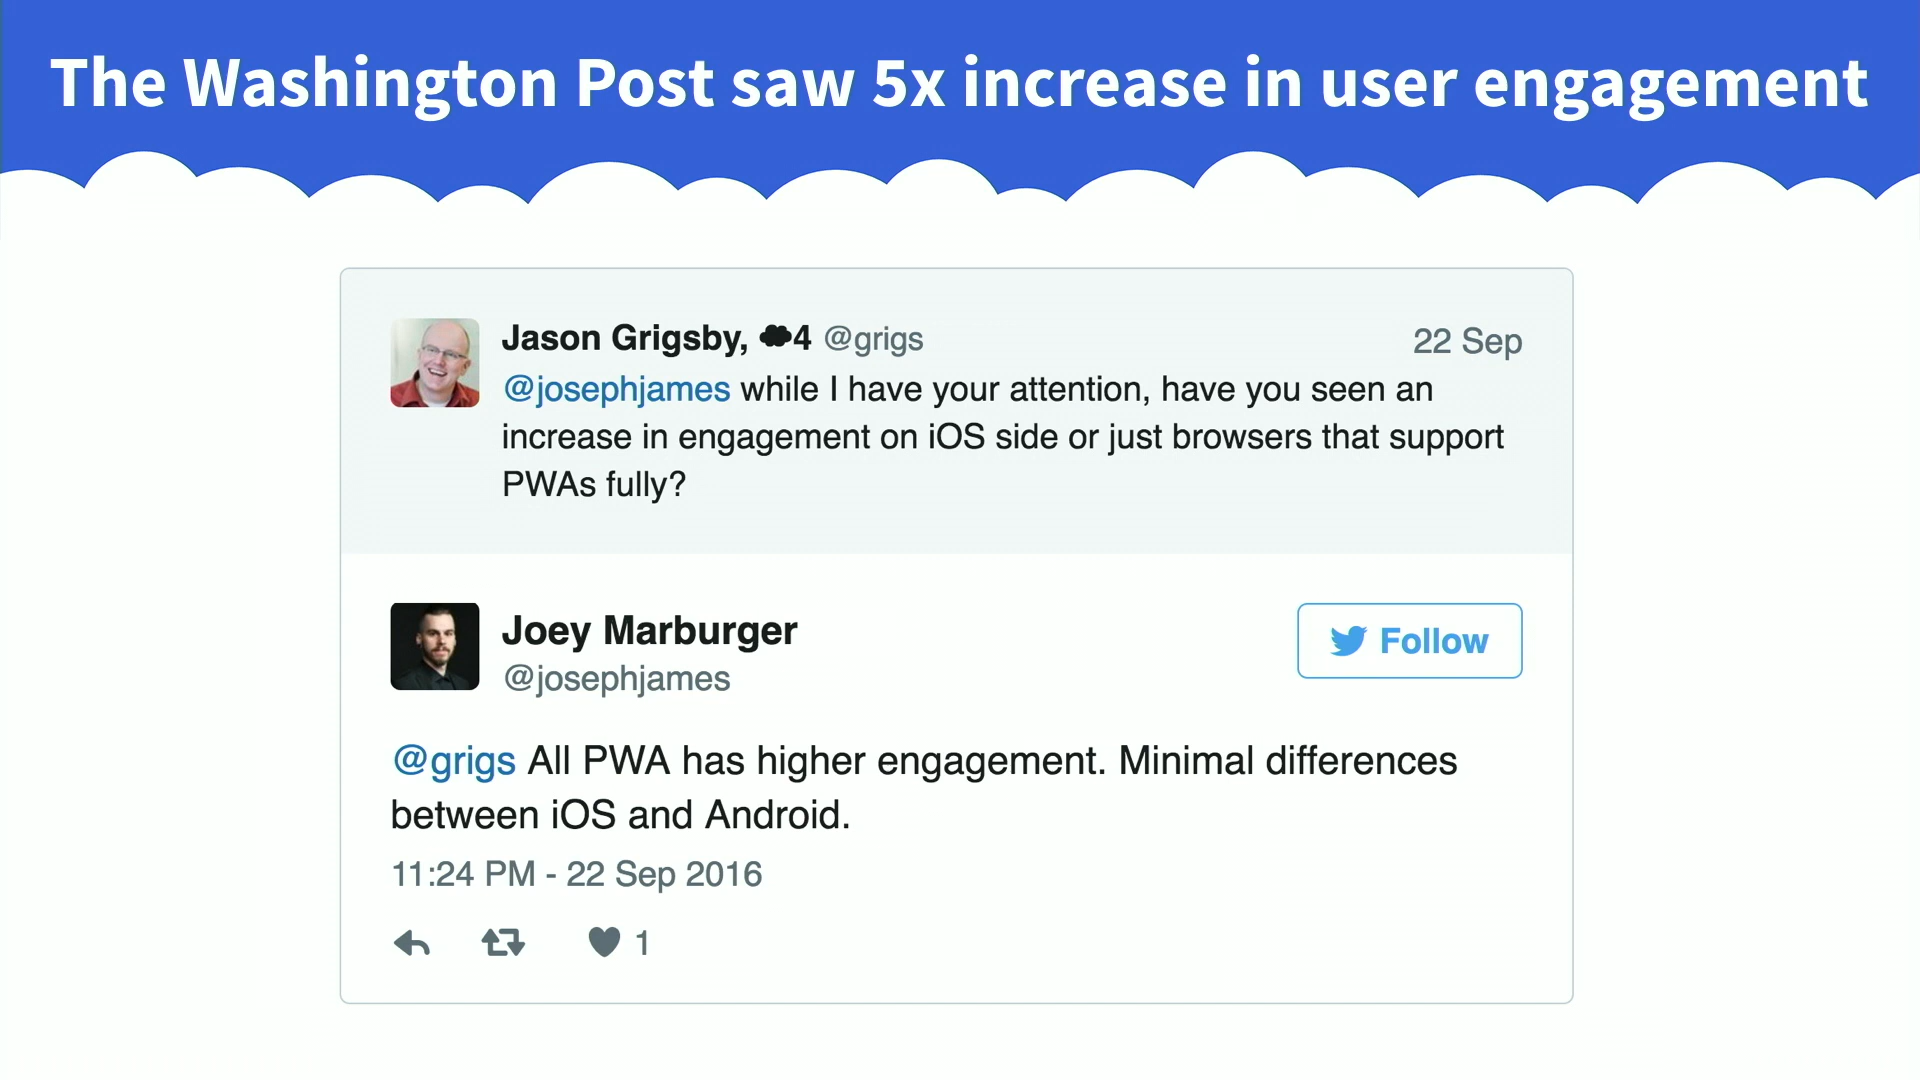 The Washington Post saw 5x increase in user engagement
Jason Grigsby, 4 @grigs 22 Sep
@josephjames while I have your attention, have you seen an
increase in engagement on iOS side or just browsers that support
PWAs fully?
Joey Marburger
@josephjames
Follow
@grigs All PWA has higher engagement. Minimal differences
between iOS and Android.
11:24 PM - 22 Sep 2016
1